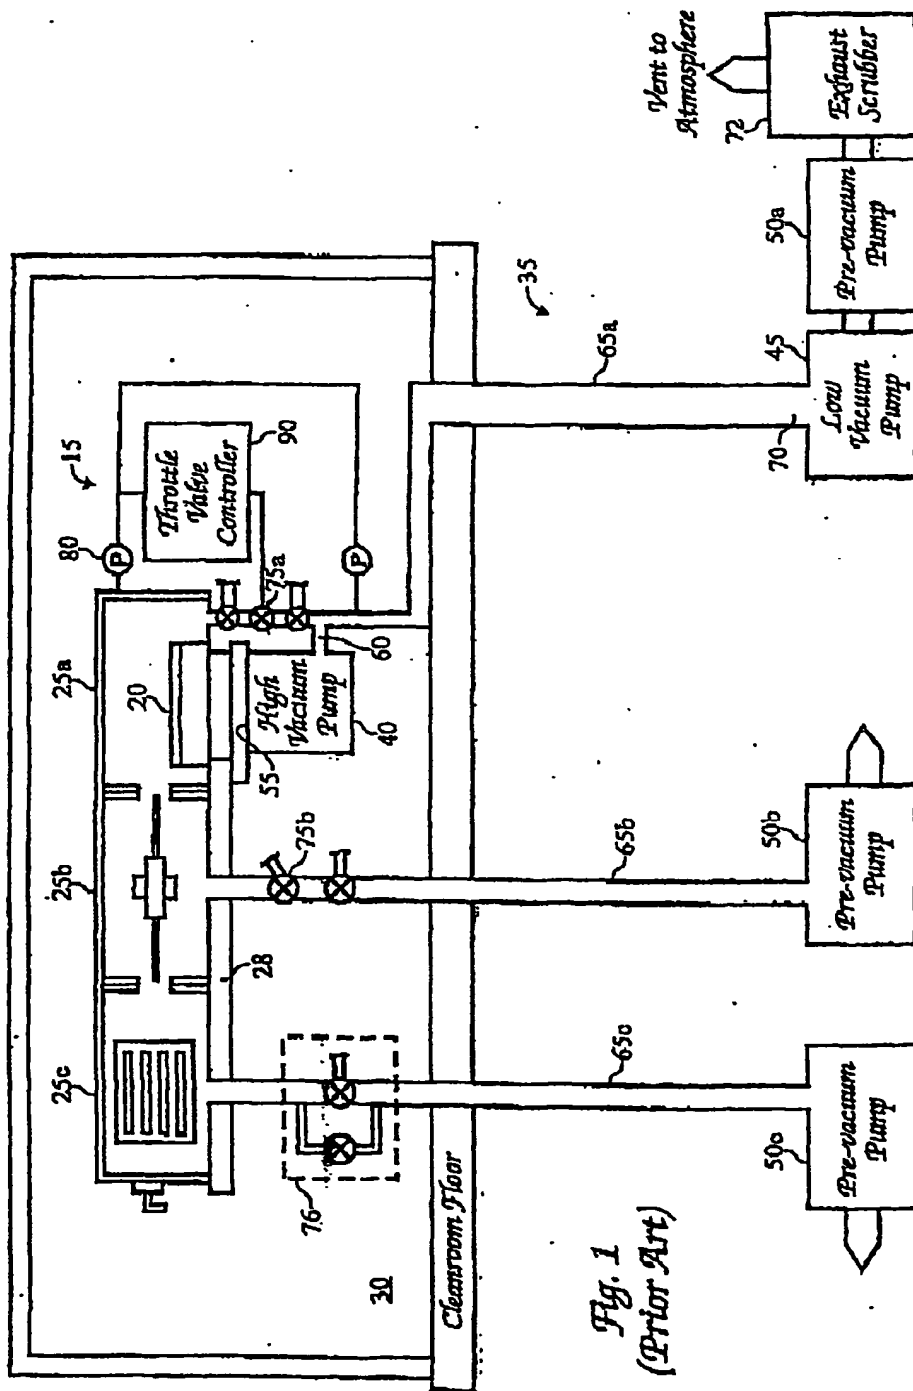 15
80
P
Throttle
Valve
Controller
90
25a
20
25b
25c
75a
P
High
Vacuum
Pump
60
40
55
75b
28
76
30
Cleanroom Floor
35
65a
65b
65c
70
45
Low
Vacuum
Pump
50a
Pre-vacuum
Pump
Vent to
Atmosphere
72
Exhaust
Scrubber
50b
Pre-vacuum
Pump
50c
Pre-vacuum
Pump
Fig. 1
(Prior Art)